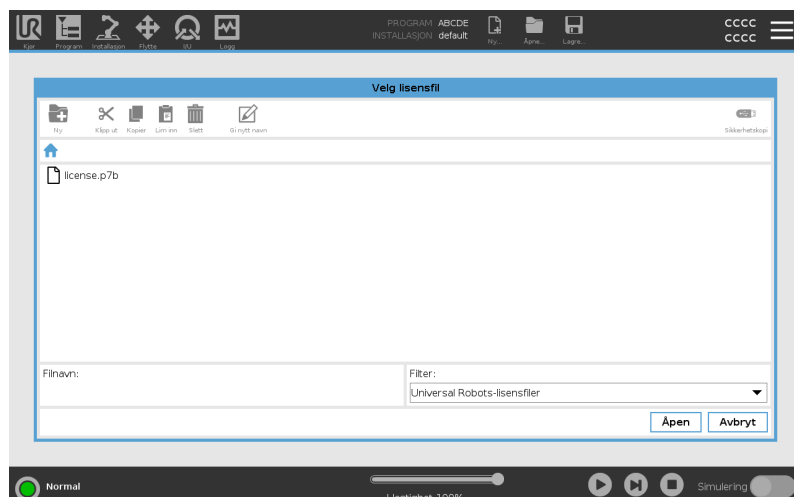 PROGRAM ABCDE
INSTALLASJON default
Kjør Program Installasjon Flytte I/U Logg Ny... Åpne... Lagre...
CCCC
CCCC
Velg lisensfil
Ny Klipp ut Kopier Lim inn Slett Gi nytt navn Sikkerhetskopi
license.p7b
Filnavn: Filter:
Universal Robots-lisensfiler
Åpen Avbryt
Normal Simulering
Hastighet 100%